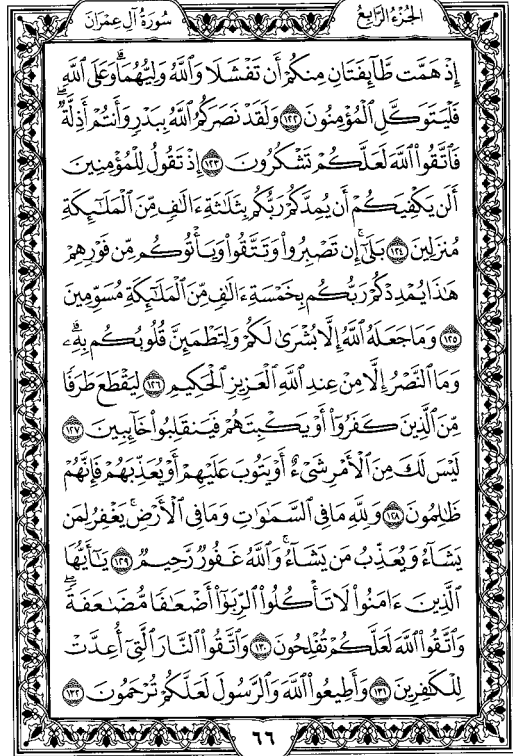 سُورَةُ آلِ عِمْرَان
الجُزْءُ الرَّابِعُ
إِذْ هَمَّت طَّآئِفَتَانِ مِنكُمْ أَن تَفْشَلَا وَٱللَّهُ وَلِيُّهُمَاۗ وَعَلَى ٱللَّهِ
فَلْيَتَوَكَّلِ ٱلْمُؤْمِنُونَ ١٢٢ وَلَقَدْ نَصَرَكُمُ ٱللَّهُ بِبَدْرٍ وَأَنتُمْ أَذِلَّةٌۖ
فَٱتَّقُواْ ٱللَّهَ لَعَلَّكُمْ تَشْكُرُونَ ١٢٣ إِذْ تَقُولُ لِلْمُؤْمِنِينَ
أَلَن يَكْفِيَكُمْ أَن يُمِدَّكُمْ رَبُّكُم بِثَلَٰثَةِ ءَالَٰفٍ مِّنَ ٱلْمَلَٰٓئِكَةِ
مُنزَلِينَ ١٢٤ بَلَىٰٓۚ إِن تَصْبِرُواْ وَتَتَّقُواْ وَيَأْتُوكُم مِّن فَوْرِهِمْ
هَٰذَا يُمْدِدْكُمْ رَبُّكُم بِخَمْسَةِ ءَالَٰفٍ مِّنَ ٱلْمَلَٰٓئِكَةِ مُسَوِّمِينَ
١٢٥ وَمَا جَعَلَهُ ٱللَّهُ إِلَّا بُشْرَىٰ لَكُمْ وَلِتَطْمَئِنَّ قُلُوبُكُم بِهِۦۗ
وَمَا ٱلنَّصْرُ إِلَّا مِنْ عِندِ ٱللَّهِ ٱلْعَزِيزِ ٱلْحَكِيمِ ١٢٦ لِيَقْطَعَ طَرَفًا
مِّنَ ٱلَّذِينَ كَفَرُوٓاْ أَوْ يَكْبِتَهُمْ فَيَنقَلِبُواْ خَآئِبِينَ ١٢٧
لَيْسَ لَكَ مِنَ ٱلْأَمْرِ شَىْءٌ أَوْ يَتُوبَ عَلَيْهِمْ أَوْ يُعَذِّبَهُمْ فَإِنَّهُمْ
ظَٰلِمُونَ ١٢٨ وَلِلَّهِ مَا فِى ٱلسَّمَٰوَٰتِ وَمَا فِى ٱلْأَرْضِۚ يَغْفِرُ لِمَن
يَشَآءُ وَيُعَذِّبُ مَن يَشَآءُۚ وَٱللَّهُ غَفُورٌ رَّحِيمٌ ١٢٩ يَٰٓأَيُّهَا
ٱلَّذِينَ ءَامَنُواْ لَا تَأْكُلُواْ ٱلرِّبَوٰٓاْ أَضْعَٰفًا مُّضَٰعَفَةًۖ
وَٱتَّقُواْ ٱللَّهَ لَعَلَّكُمْ تُفْلِحُونَ ١٣٠ وَٱتَّقُواْ ٱلنَّارَ ٱلَّتِىٓ أُعِدَّتْ
لِلْكَٰفِرِينَ ١٣١ وَأَطِيعُواْ ٱللَّهَ وَٱلرَّسُولَ لَعَلَّكُمْ تُرْحَمُونَ ١٣٢
٦٦